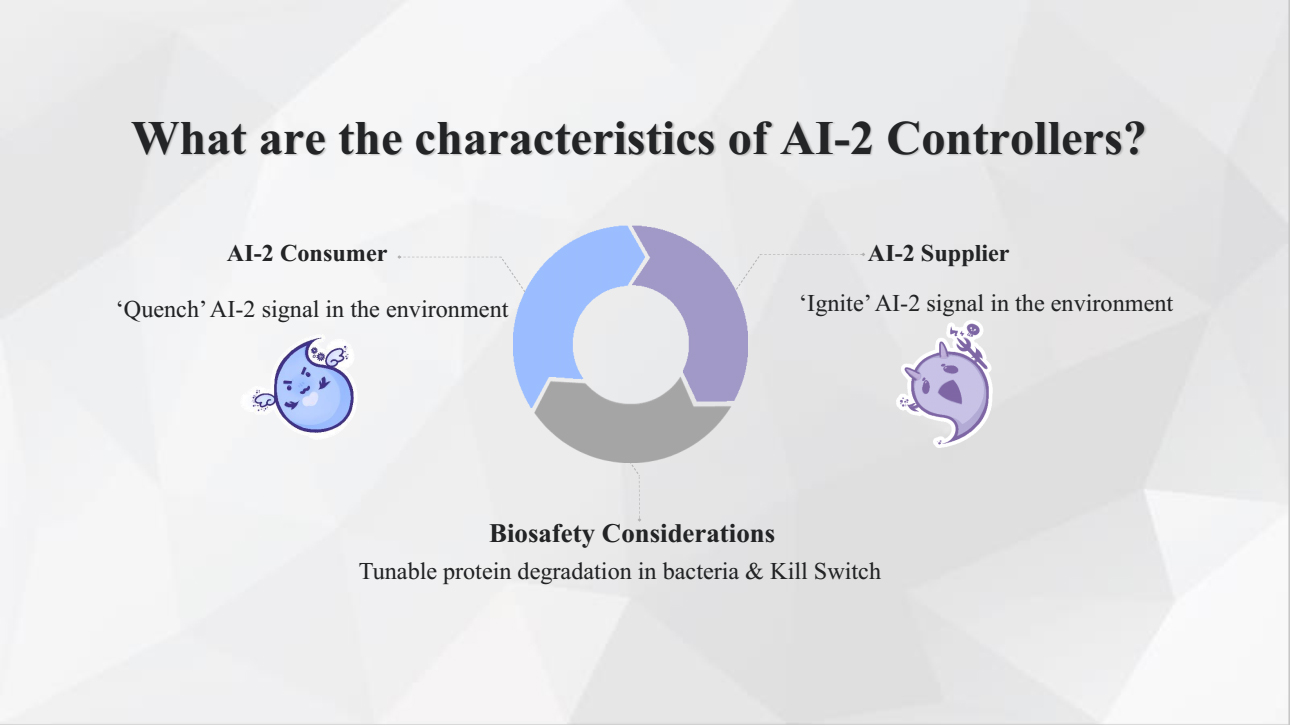 What are the characteristics of AI-2 Controllers?
AI-2 Consumer
‘Quench’ AI-2 signal in the environment
AI-2 Supplier
‘Ignite’ AI-2 signal in the environment
Biosafety Considerations
Tunable protein degradation in bacteria & Kill Switch